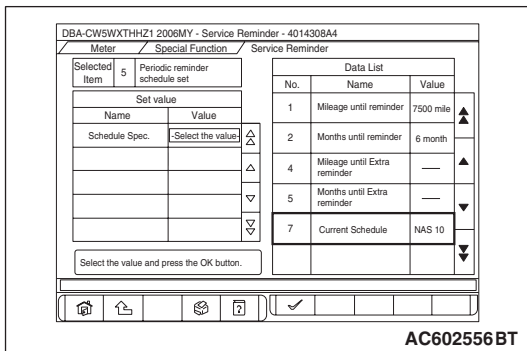 DBA-CW5WXTHHZ1 2006MY - Service Reminder - 4014308A4
Meter / Special Function / Service Reminder
Selected Item 5 Periodic reminder schedule set
Set value
Name Value
Schedule Spec. -Select the value-
Select the value and press the OK button.
Data List
No. Name Value
1 Mileage until reminder 7500 mile
2 Months until reminder 6 month
4 Mileage until Extra reminder —
5 Months until Extra reminder —
7 Current Schedule NAS 10
AC602556BT